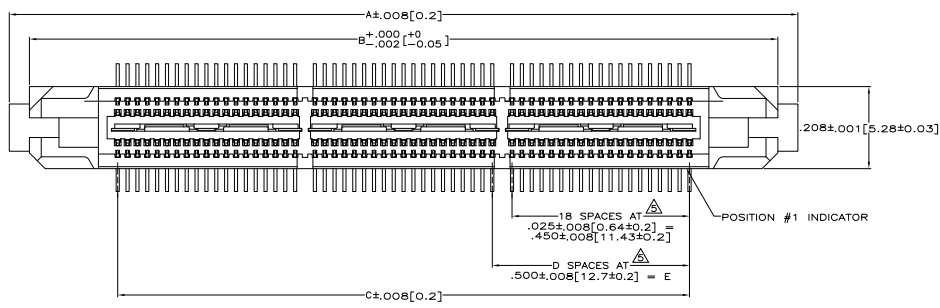 A±.008[0.2]
B+.000 -.002[+0 -0.05]
.208±.001[5.28±0.03]
18 SPACES AT 5
.025±.008[0.64±0.2] =
.450±.008[11.43±0.2]
POSITION #1 INDICATOR
D SPACES AT 5
.500±.008[12.7±0.2] = E
C±.008[0.2]